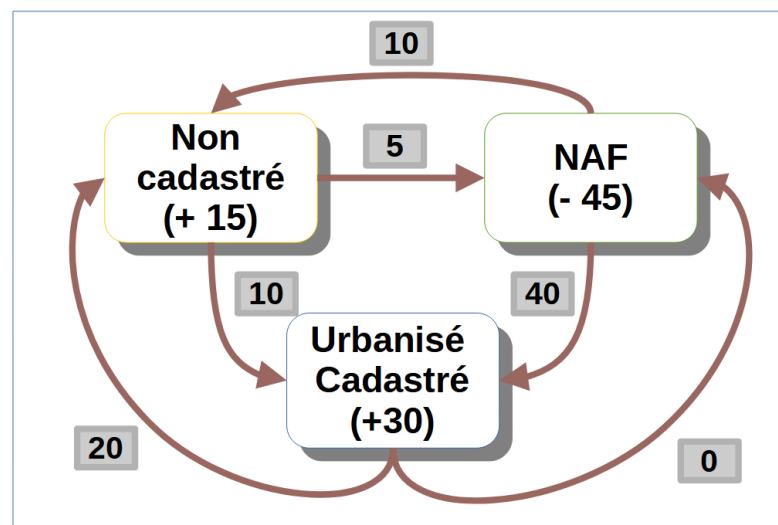 10
Non
cadastré
(+ 15)
5
NAF
(- 45)
10
40
Urbanisé
Cadastré
(+30)
20
0